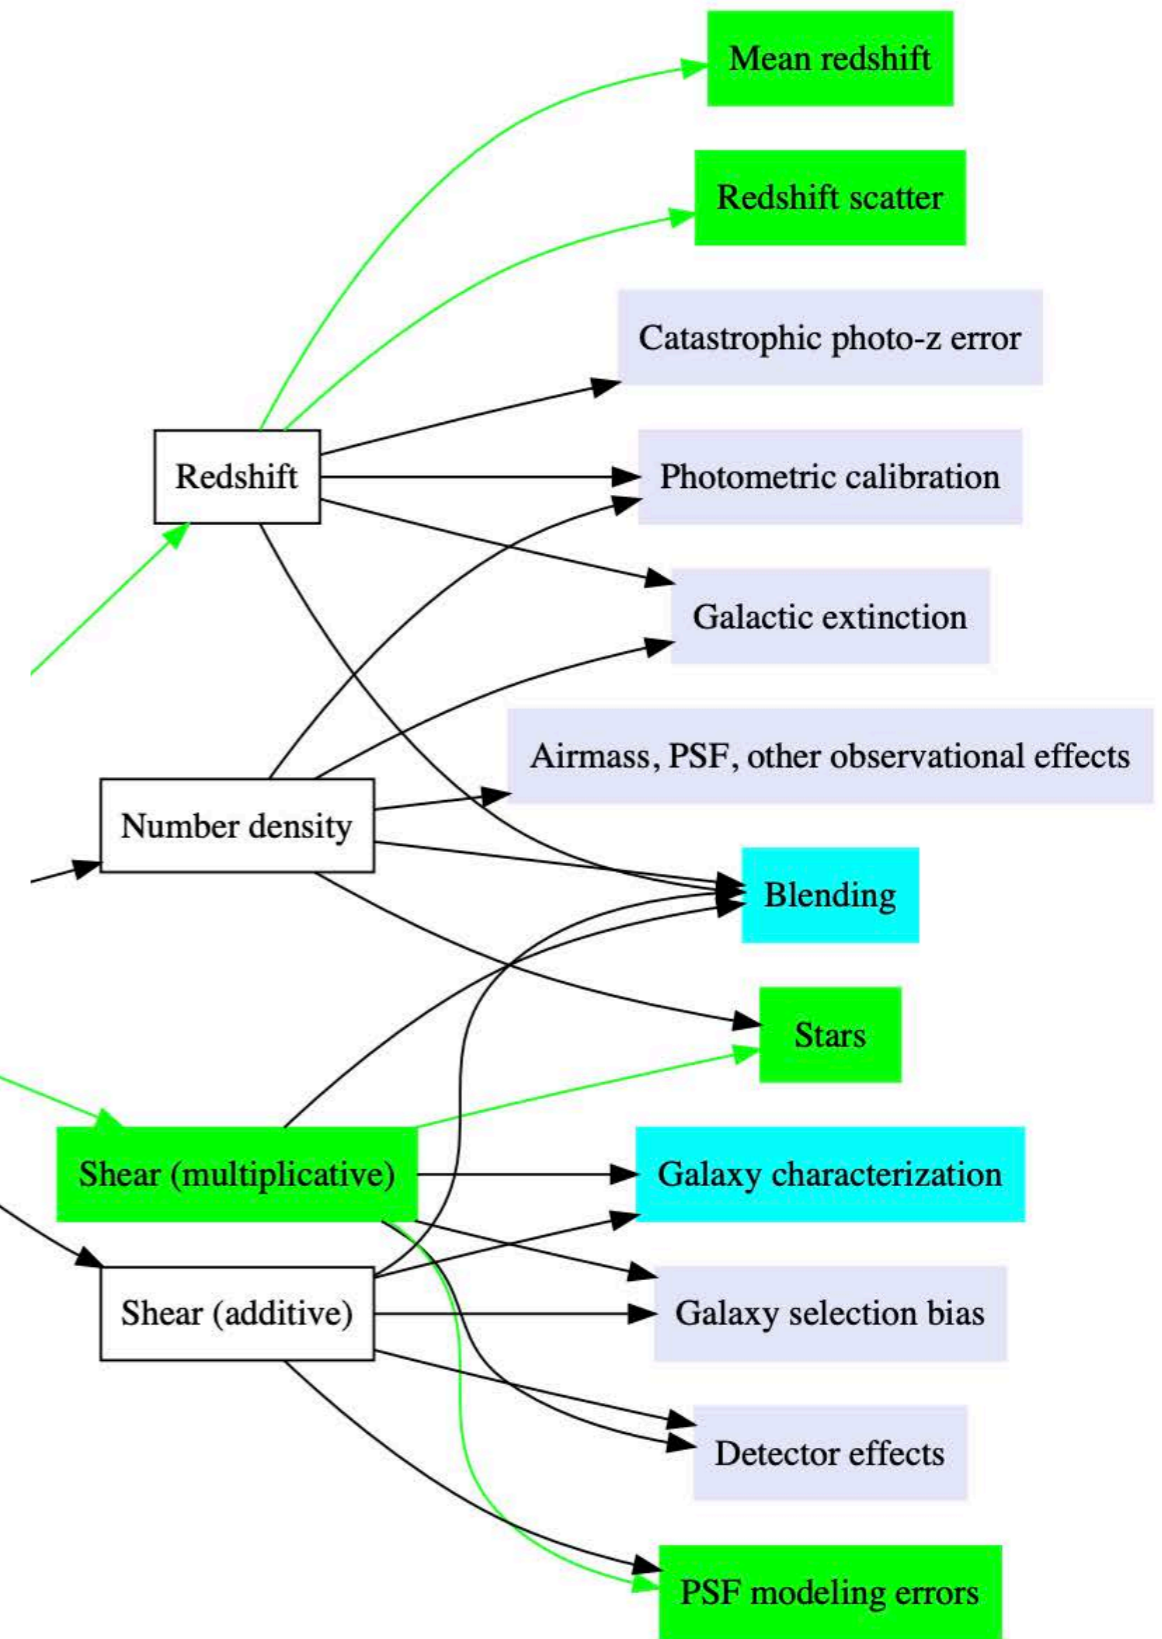 Mean redshift
Redshift scatter
Catastrophic photo-z error
Redshift
Photometric calibration
Galactic extinction
Airmass, PSF, other observational effects
Number density
Blending
Stars
Shear (multiplicative)
Galaxy characterization
Shear (additive)
Galaxy selection bias
Detector effects
PSF modeling errors